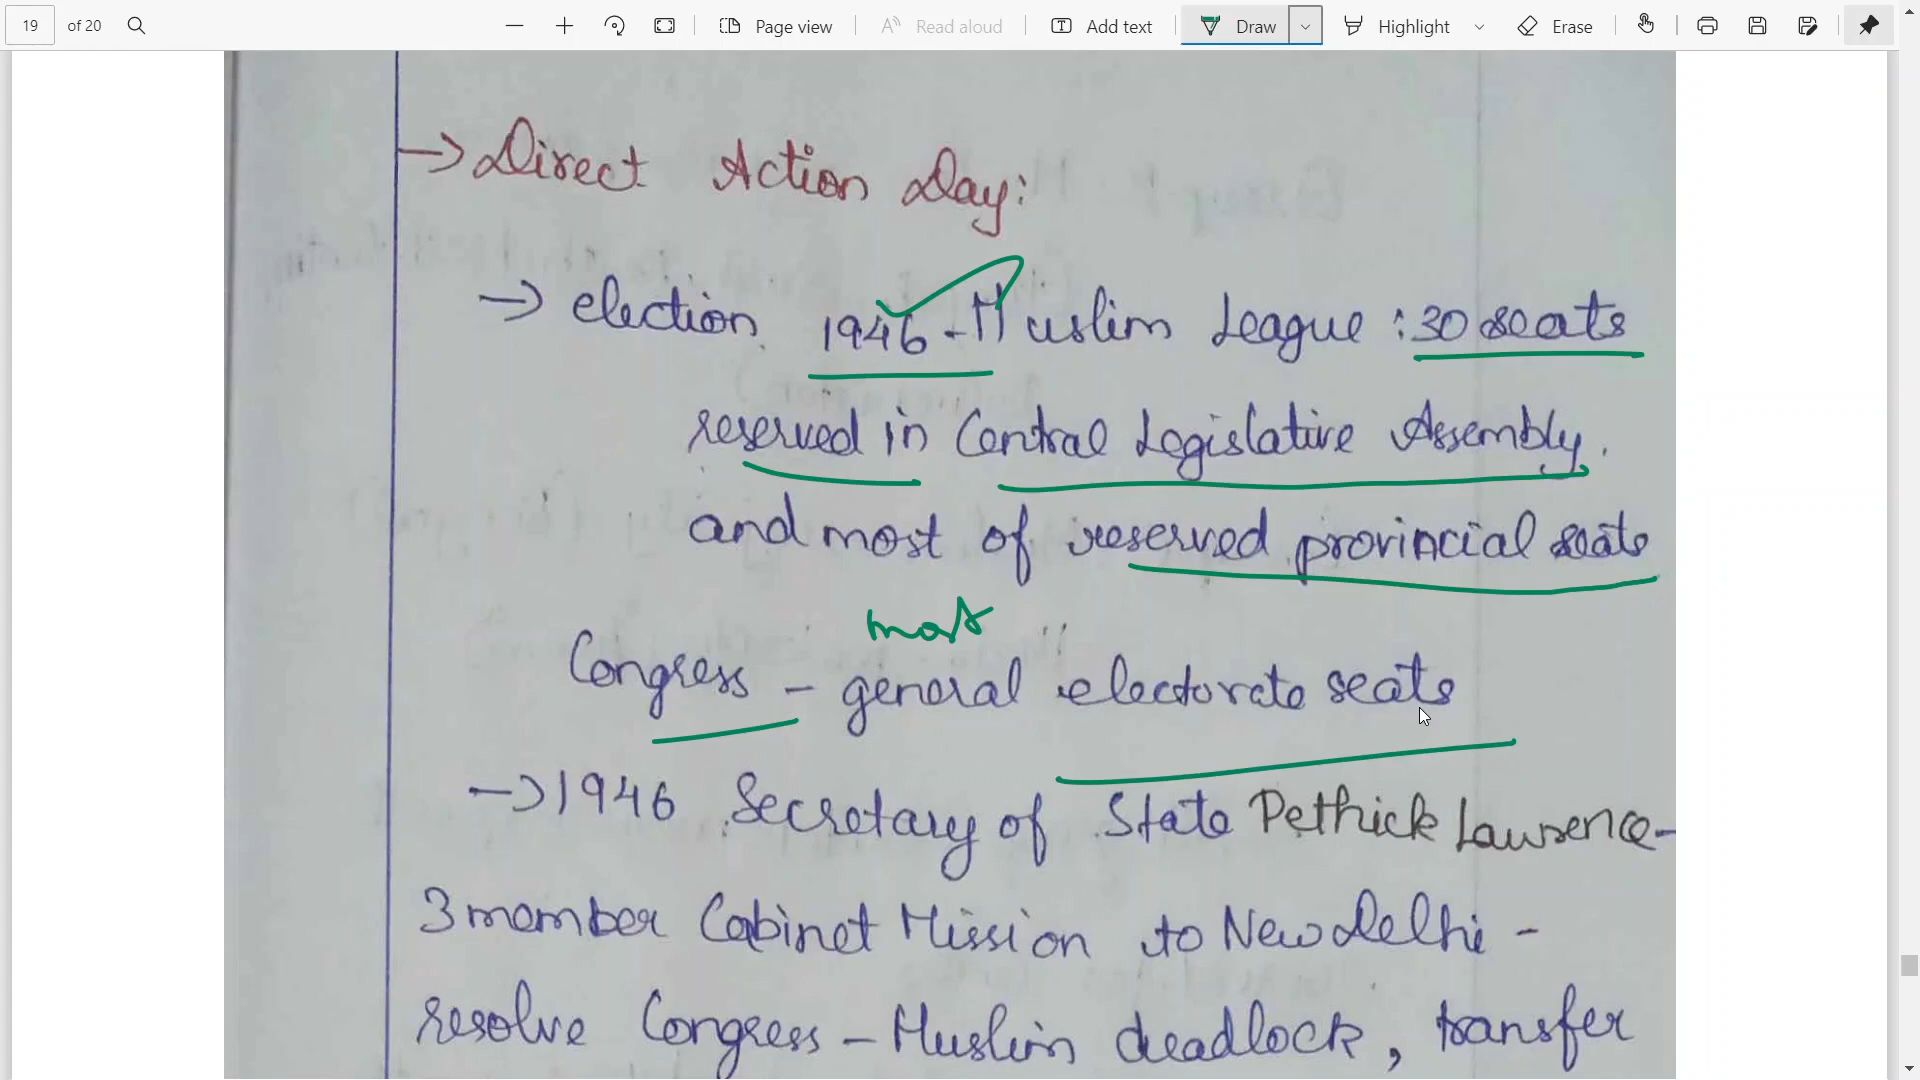 19 of 20 Page view Read aloud Add text Draw Highlight Erase
→ Direct Action Day:
→ election 1946 - Muslim League : 30 seats
reserved in Central Legislative Assembly.
and most of reserved provincial seats
most
Congress - general electorate seats
→ 1946 Secretary of State Pethick Lawrence -
3 member Cabinet Mission to New Delhi -
resolve Congress - Muslim deadlock, transfer